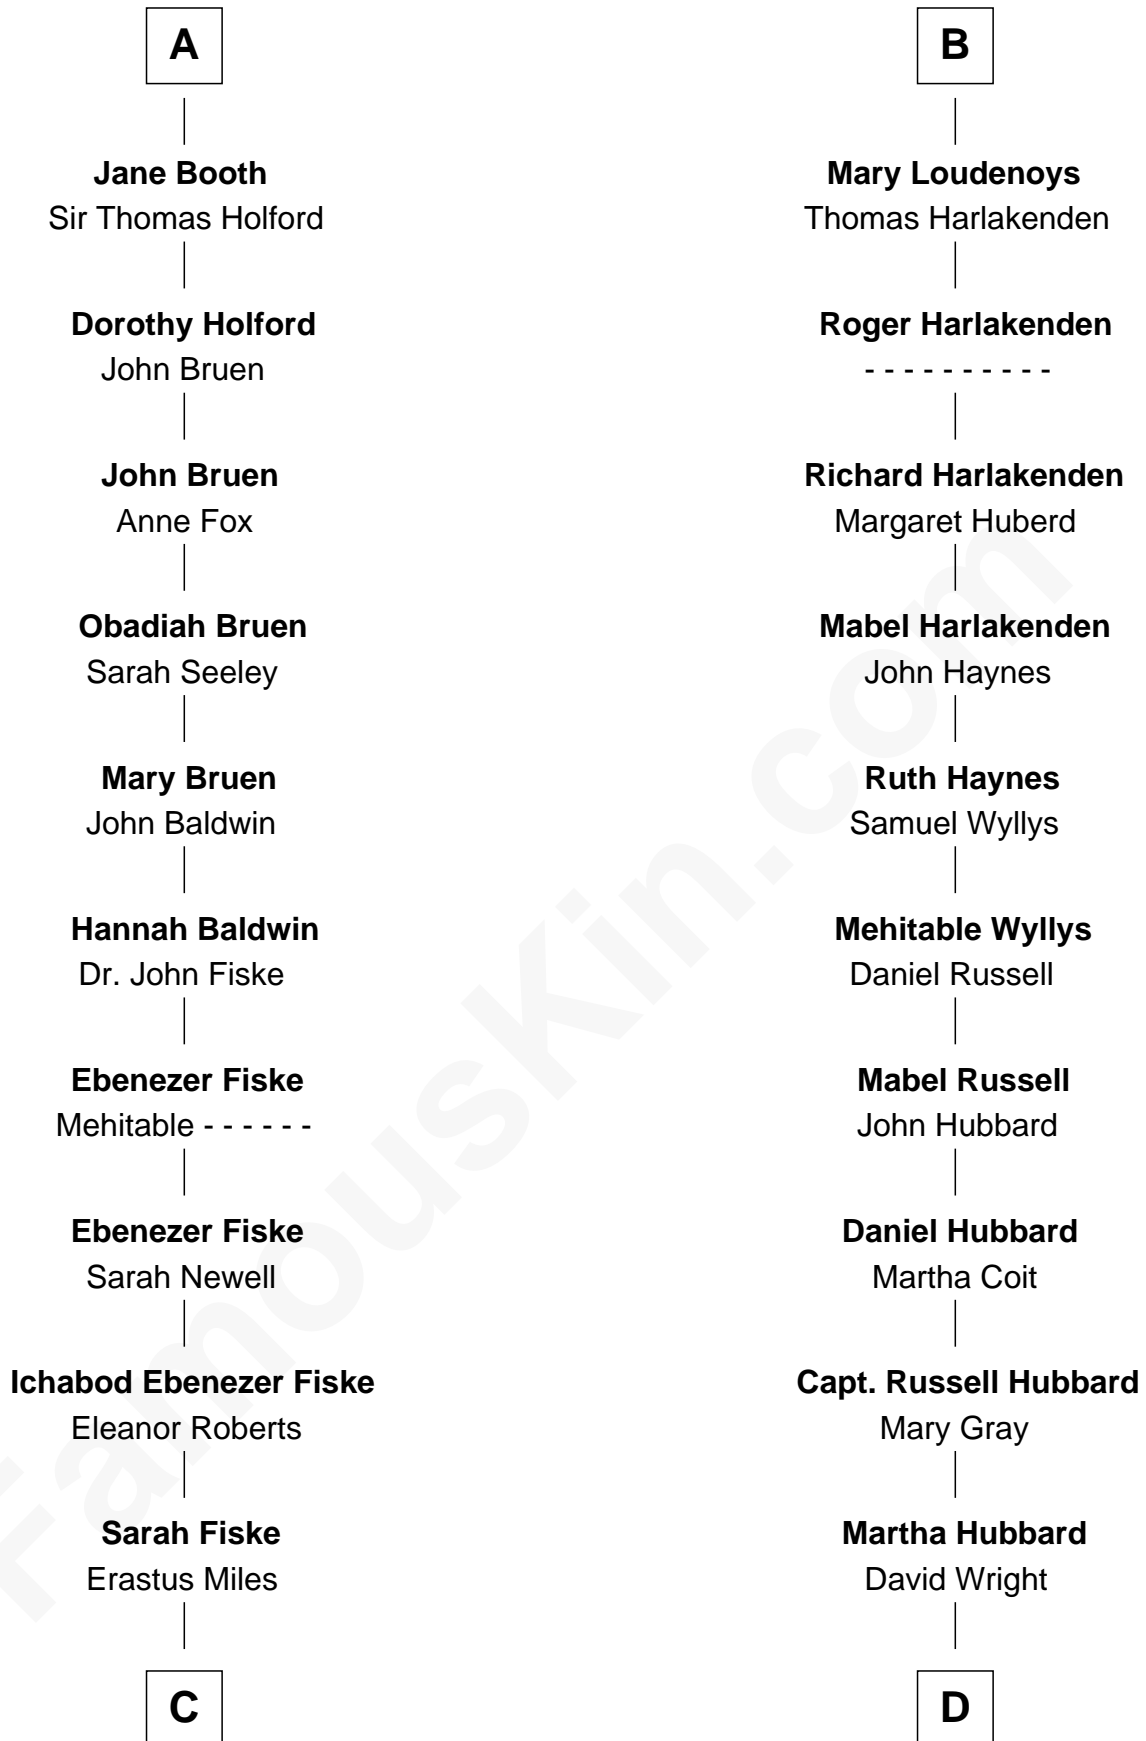 A
Jane Booth
Sir Thomas Holford
Dorothy Holford
John Bruen
John Bruen
Anne Fox
Obadiah Bruen
Sarah Seeley
Mary Bruen
John Baldwin
Hannah Baldwin
Dr. John Fiske
Ebenezer Fiske
Mehitable - - - - - -
Ebenezer Fiske
Sarah Newell
Ichabod Ebenezer Fiske
Eleanor Roberts
Sarah Fiske
Erastus Miles
C
B
Mary Loudenoys
Thomas Harlakenden
Roger Harlakenden
- - - - - - - - - -
Richard Harlakenden
Margaret Huberd
Mabel Harlakenden
John Haynes
Ruth Haynes
Samuel Wyllys
Mehitable Wyllys
Daniel Russell
Mabel Russell
John Hubbard
Daniel Hubbard
Martha Coit
Capt. Russell Hubbard
Mary Gray
Martha Hubbard
David Wright
D
FamousKin.com